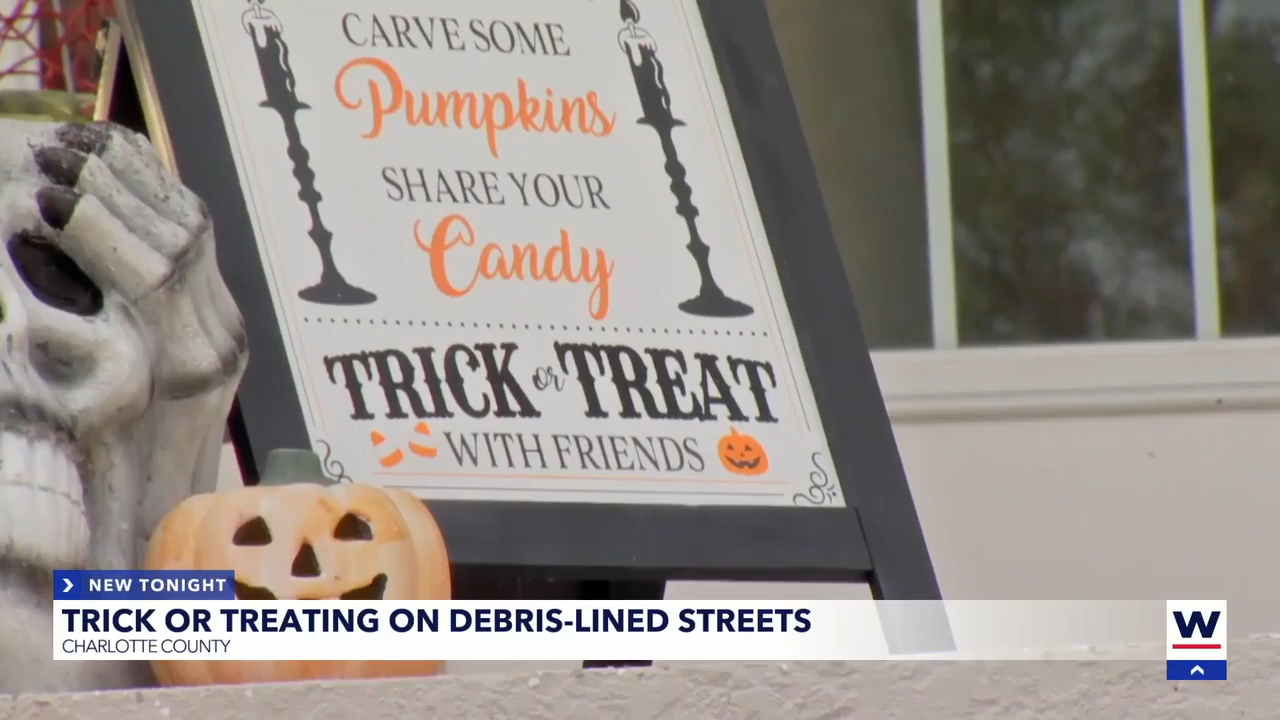 CARVE SOME
Pumpkins
SHARE YOUR
Candy
TRICK or TREAT
WITH FRIENDS
NEW TONIGHT
TRICK OR TREATING ON DEBRIS-LINED STREETS
CHARLOTTE COUNTY
W